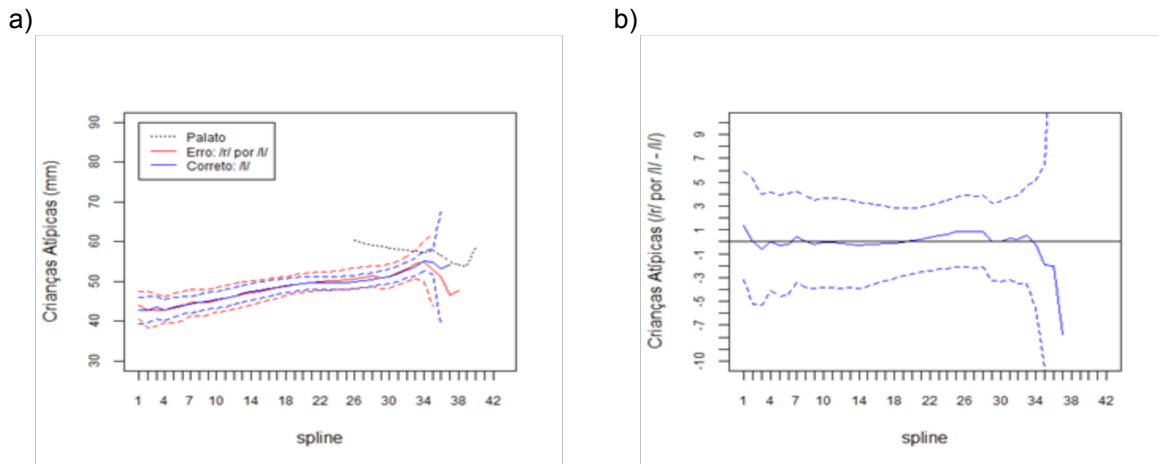 a)
Crianças Atípicas (mm)
90
80
70
60
50
40
30
Palato
Erro: /r/ por /l/
Correto: /l/
1 4 7 10 14 18 22 26 30 34 38 42
spline
b)
Crianças Atípicas (/r/ por /l/ - /l/)
9
7
5
3
1
-1
-3
-5
-7
-10
1 4 7 10 14 18 22 26 30 34 38 42
spline